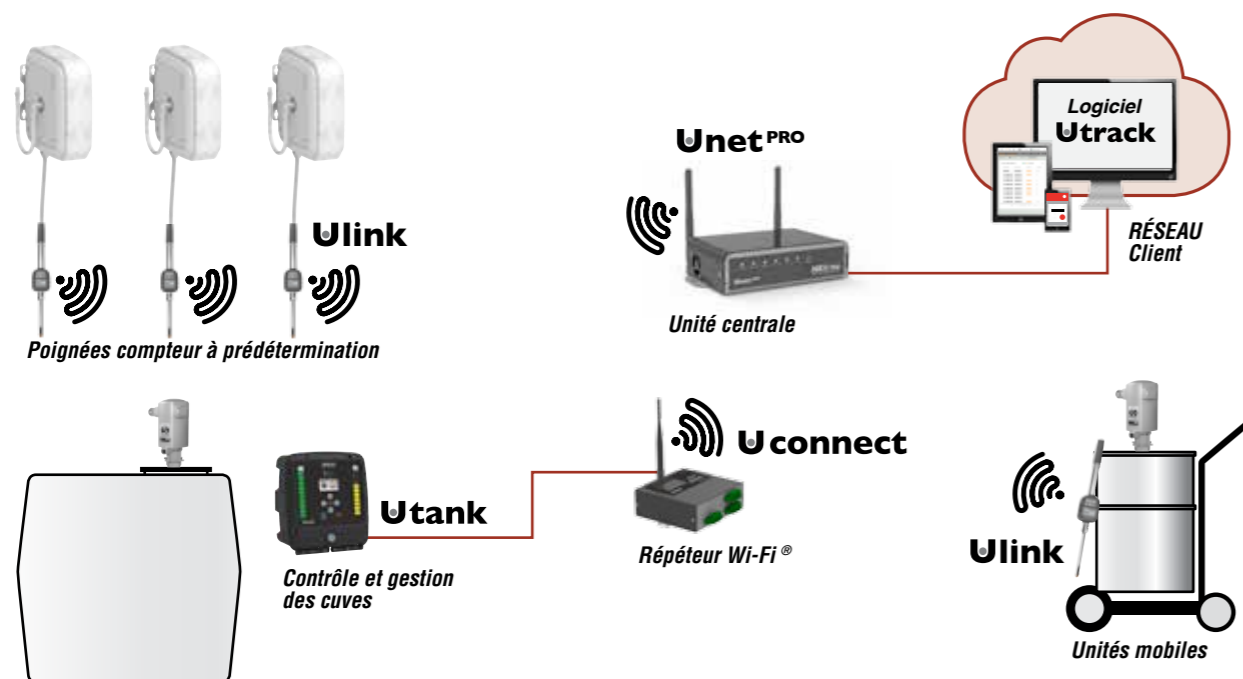 Ulink
Poignées compteur à prédétermination
Unet PRO
Unité centrale
Logiciel
Utrack
RÉSEAU
Client
Utank
Contrôle et gestion
des cuves
Uconnect
Répéteur Wi-Fi ®
Ulink
Unités mobiles